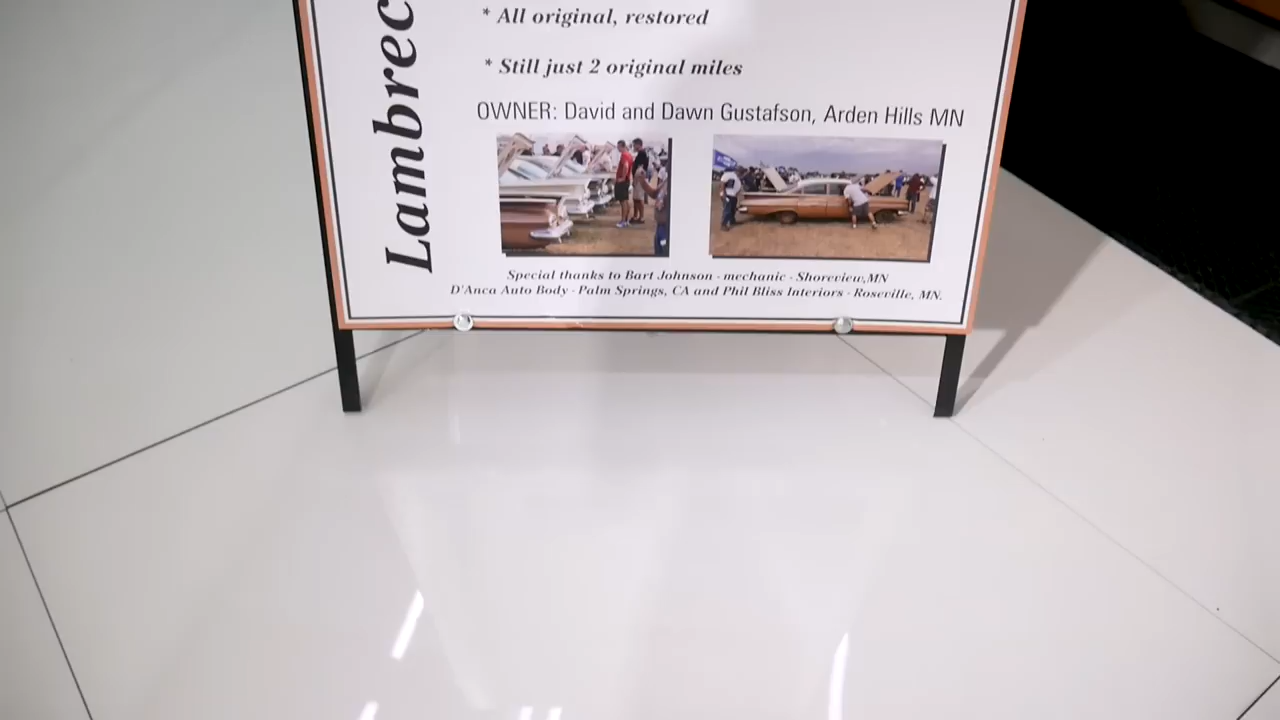 Lambrec
* All original, restored
* Still just 2 original miles
OWNER: David and Dawn Gustafson, Arden Hills MN
Special thanks to Bart Johnson - mechanic - Shoreview,MN
D'Anca Auto Body - Palm Springs, CA and Phil Bliss Interiors - Roseville, MN.